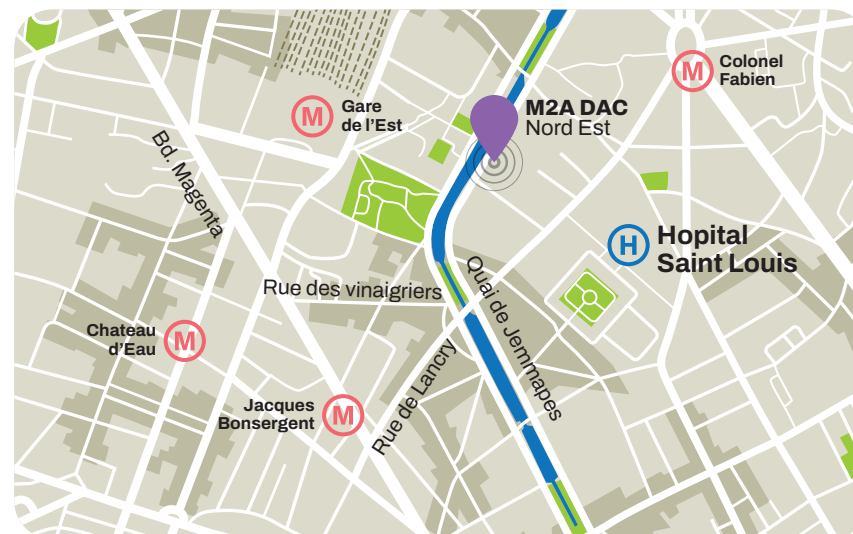 M
Colonel
Fabien
M
Gare
de l'Est
M2A DAC
Nord Est
Bd. Magenta
H
Hopital
Saint Louis
Rue des vinaigriers
Quai de Jemmapes
Chateau
d'Eau
M
Rue de Lancry
Jacques
Bonsergent
M